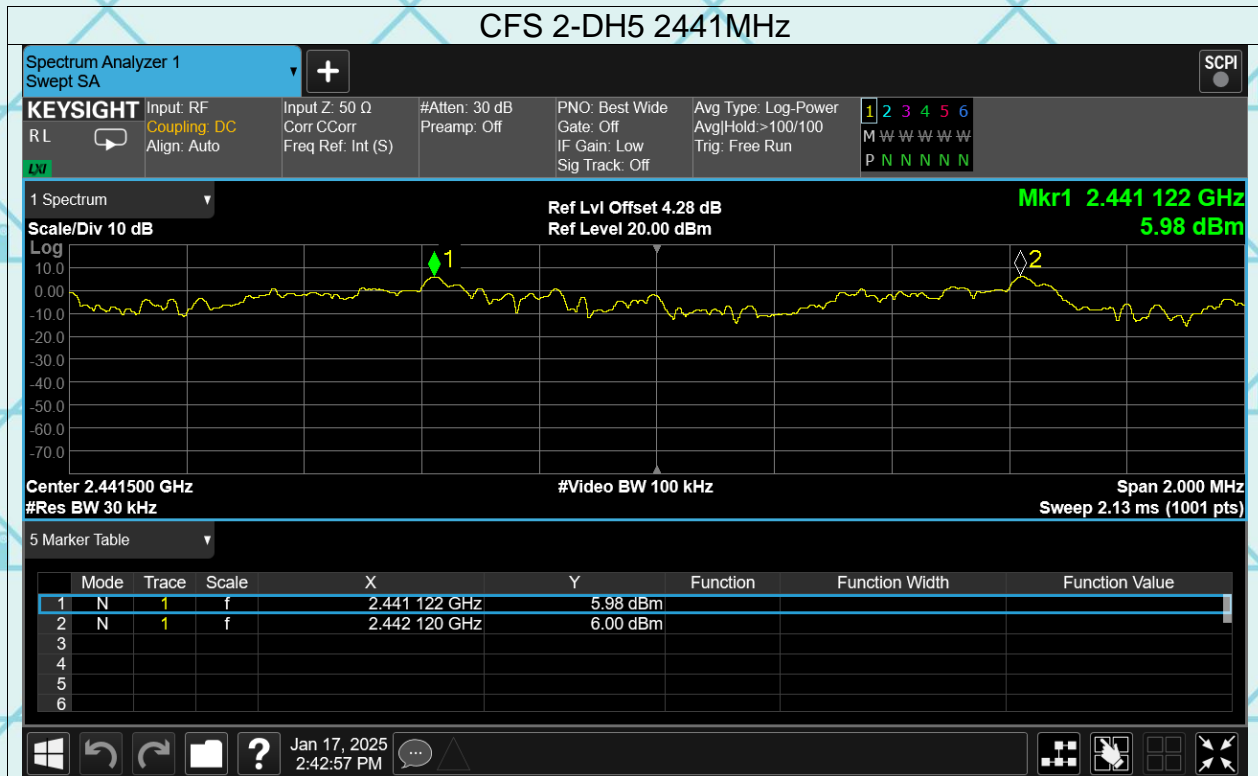 CFS 2-DH5 2441MHz
Spectrum Analyzer 1
Swept SA
SCPI
KEYSIGHT
RL
LXI
Input: RF
Coupling: DC
Align: Auto
Input Z: 50 Ω
Corr CCorr
Freq Ref: Int (S)
#Atten: 30 dB
Preamp: Off
PNO: Best Wide
Gate: Off
IF Gain: Low
Sig Track: Off
Avg Type: Log-Power
Avg|Hold:>100/100
Trig: Free Run
1 2 3 4 5 6
M W W W W W
P N N N N N
1 Spectrum
Scale/Div 10 dB
Ref Lvl Offset 4.28 dB
Ref Level 20.00 dBm
Mkr1 2.441 122 GHz
5.98 dBm
Log
10.0
0.00
-10.0
-20.0
-30.0
-40.0
-50.0
-60.0
-70.0
1
2
Center 2.441500 GHz
#Res BW 30 kHz
#Video BW 100 kHz
Span 2.000 MHz
Sweep 2.13 ms (1001 pts)
5 Marker Table
Mode Trace Scale X Y Function Function Width Function Value
1 N 1 f 2.441 122 GHz 5.98 dBm
2 N 1 f 2.442 120 GHz 6.00 dBm
3
4
5
6
?
Jan 17, 2025
2:42:57 PM